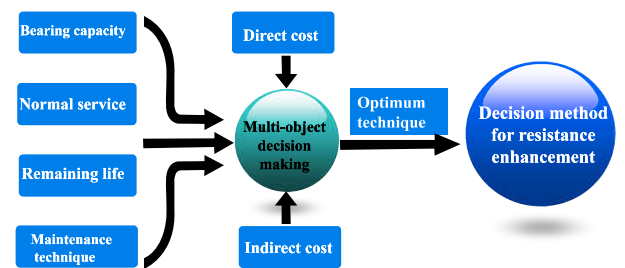 Bearing capacity
Normal service
Remaining life
Maintenance
technique
Direct cost
Multi-object
decision
making
Indirect cost
Optimum
technique
Decision method
for resistance
enhancement